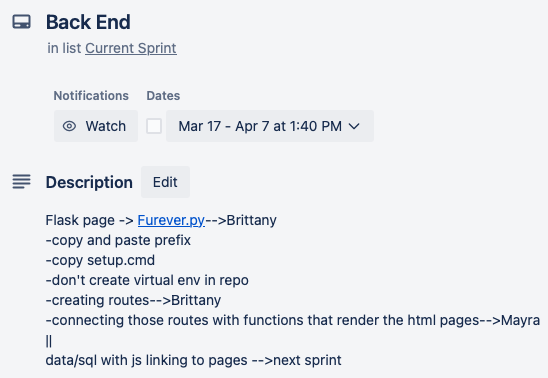 Back End
in list Current Sprint
Notifications Dates
Watch Mar 17 - Apr 7 at 1:40 PM
Description Edit
Flask page -> Furever.py-->Brittany
-copy and paste prefix
-copy setup.cmd
-don't create virtual env in repo
-creating routes-->Brittany
-connecting those routes with functions that render the html pages-->Mayra
||
data/sql with js linking to pages -->next sprint